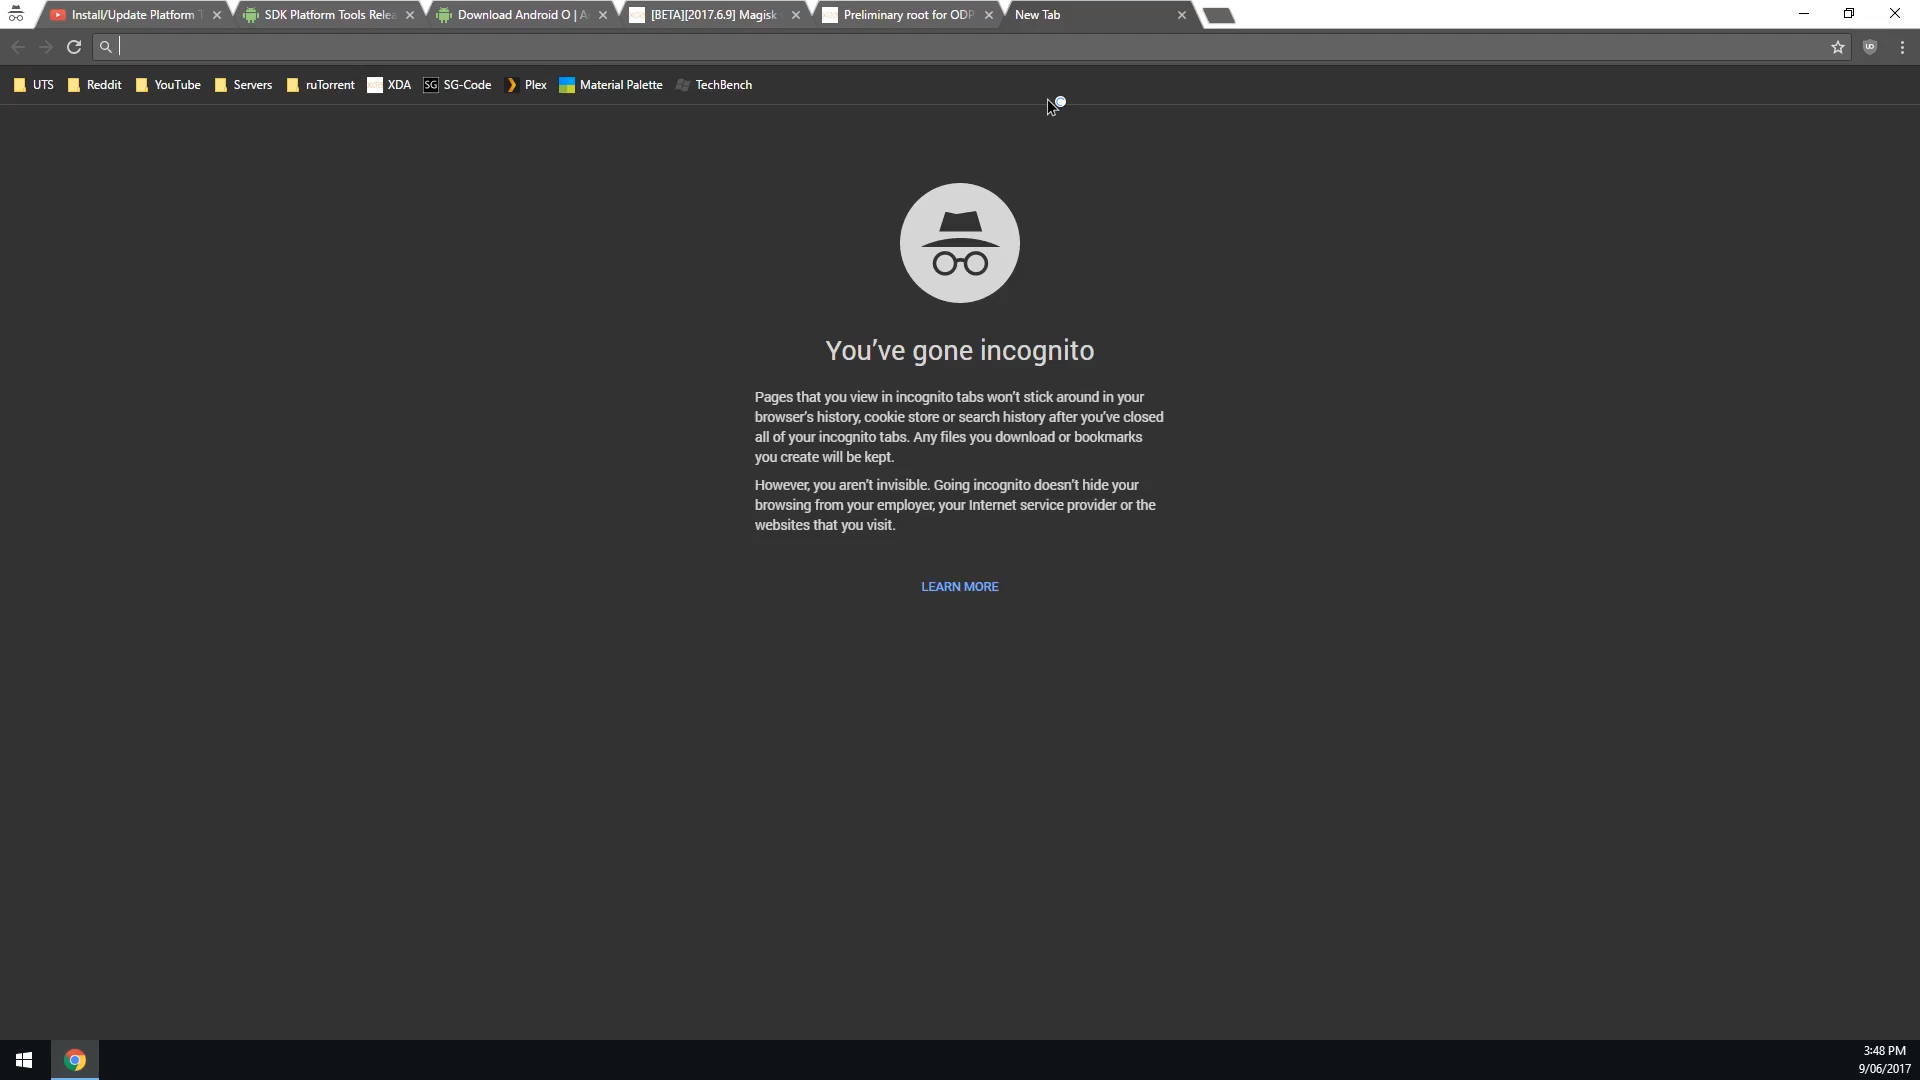 Install/Update Platform
SDK Platform Tools Relea
Download Android O |
[BETA][2017.6.9] Magisk
Preliminary root for ODP
New Tab
UTS
Reddit
YouTube
Servers
ruTorrent
XDA
SG SG-Code
Plex
Material Palette
TechBench
You've gone incognito
Pages that you view in incognito tabs won't stick around in your
browser's history, cookie store or search history after you've closed
all of your incognito tabs. Any files you download or bookmarks
you create will be kept.
However, you aren't invisible. Going incognito doesn't hide your
browsing from your employer, your Internet service provider or the
websites that you visit.
LEARN MORE
3:48 PM
9/06/2017